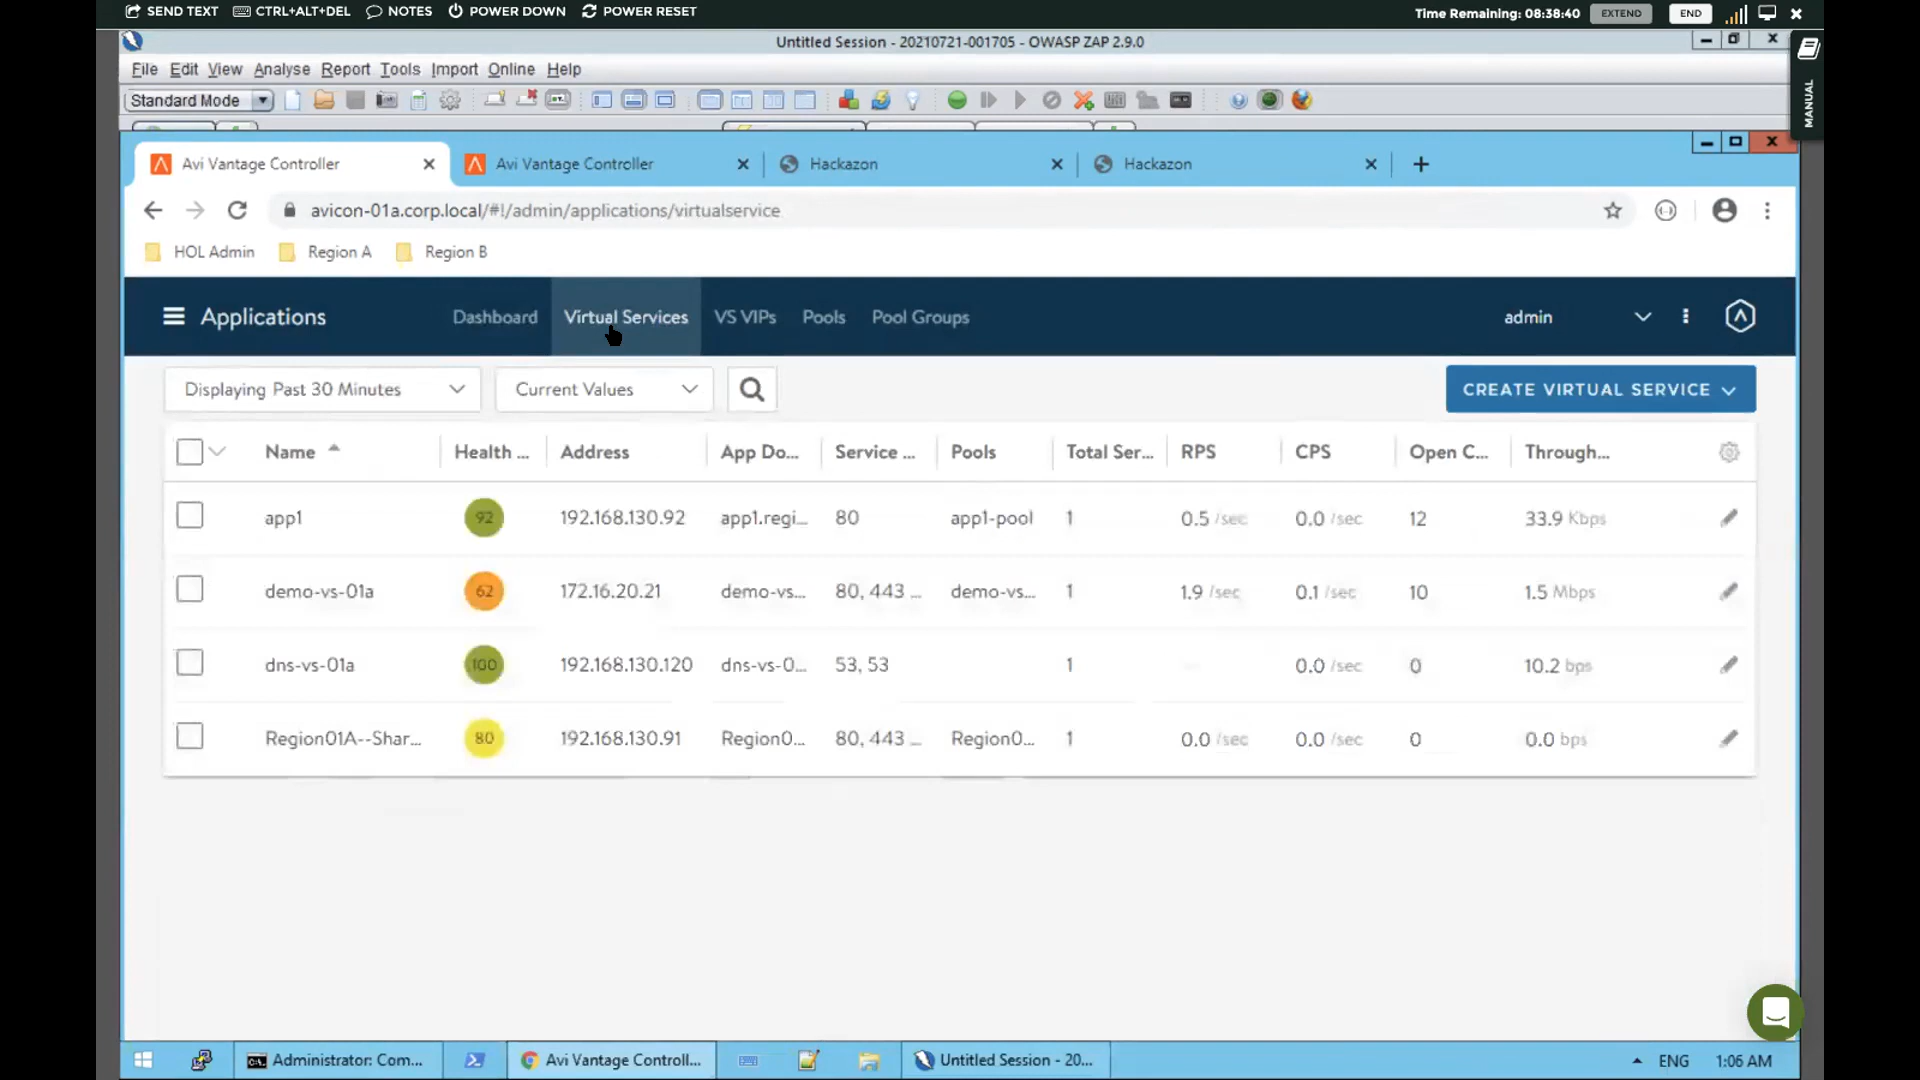 SEND TEXT CTRL+ALT+DEL NOTES POWER DOWN POWER RESET Time Remaining: 08:38:40 EXTEND END
Untitled Session - 20210721-001705 - OWASP ZAP 2.9.0
File Edit View Analyse Report Tools Import Online Help
Standard Mode
MANUAL
Avi Vantage Controller Avi Vantage Controller Hackazon Hackazon
avicon-01a.corp.local/#!/admin/applications/virtualservice
HOL Admin Region A Region B
Applications Dashboard Virtual Services VS VIPs Pools Pool Groups admin
Displaying Past 30 Minutes Current Values CREATE VIRTUAL SERVICE
Name Health ... Address App Do... Service ... Pools Total Ser... RPS CPS Open C... Through...
app1 92 192.168.130.92 app1.regi... 80 app1-pool 1 0.5 /sec 0.0 /sec 12 33.9 Kbps
demo-vs-01a 62 172.16.20.21 demo-vs... 80, 443 ... demo-vs... 1 1.9 /sec 0.1 /sec 10 1.5 Mbps
dns-vs-01a 100 192.168.130.120 dns-vs-0... 53, 53 1 0.0 /sec 0 10.2 bps
Region01A--Shar... 80 192.168.130.91 Region0... 80, 443 ... Region0... 1 0.0 /sec 0.0 /sec 0 0.0 bps
Administrator: Com... Avi Vantage Controll... Untitled Session - 20... ENG 1:06 AM